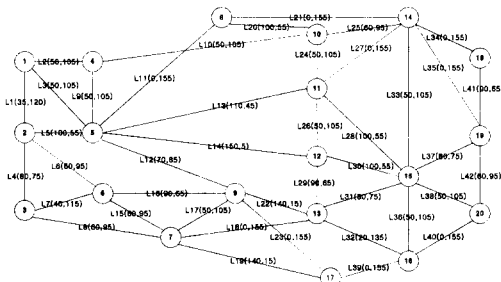 8
L21(0,155)
14
L20(100,55)
10
L25(60,95)
L34(0,155)
1
L2(50,105)
4
L10(50,105)
L24(50,105)
L27(0,155)
L35(0,155)
18
L3(50,105)
L9(50,105)
L11(0,155)
11
L33(50,105)
L41(90,65)
L1(35,120)
L13(110,45)
2
L5(100,55)
5
L26(50,105)
L28(100,55)
19
L14(150,5)
12
L37(80,75)
L4(80,75)
L6(60,95)
L12(70,85)
L30(100,55)
L29(90,65)
L42(60,95)
L7(40,115)
L16(90,65)
9
L22(140,15)
L31(80,75)
L38(50,105)
3
L15(60,95)
L17(50,105)
13
20
L8(60,95)
7
L18(0,155)
L23(0,155)
L32(20,135)
L36(50,105)
L40(0,155)
L19(140,15)
17
L39(0,155)